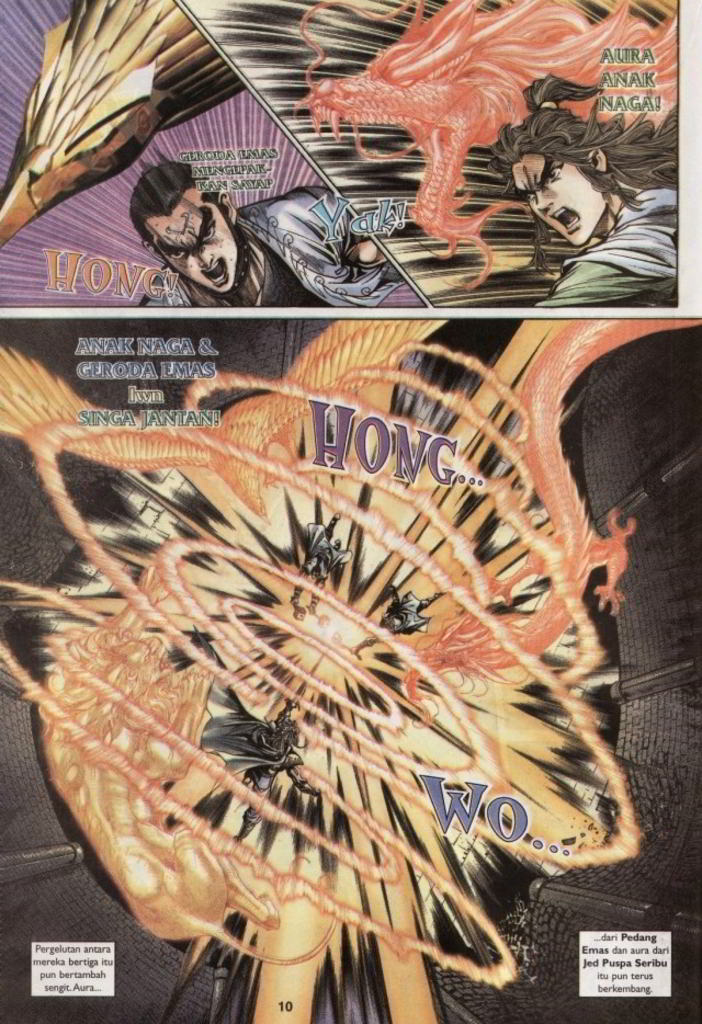 GERODA EMAS
MENGEPAK-
KAN SAYAP
HONG!
AURA
ANAK
NAGA!
Yak!
ANAK NAGA &
GERODA EMAS
lwn
SINGA JANTAN!
HONG...
WO...
Pergelutan antara
mereka bertiga itu
pun bertambah
sengit. Aura...
...dari Pedang
Emas dan aura dari
Jed Puspa Seribu
itu pun terus
berkembang.
10